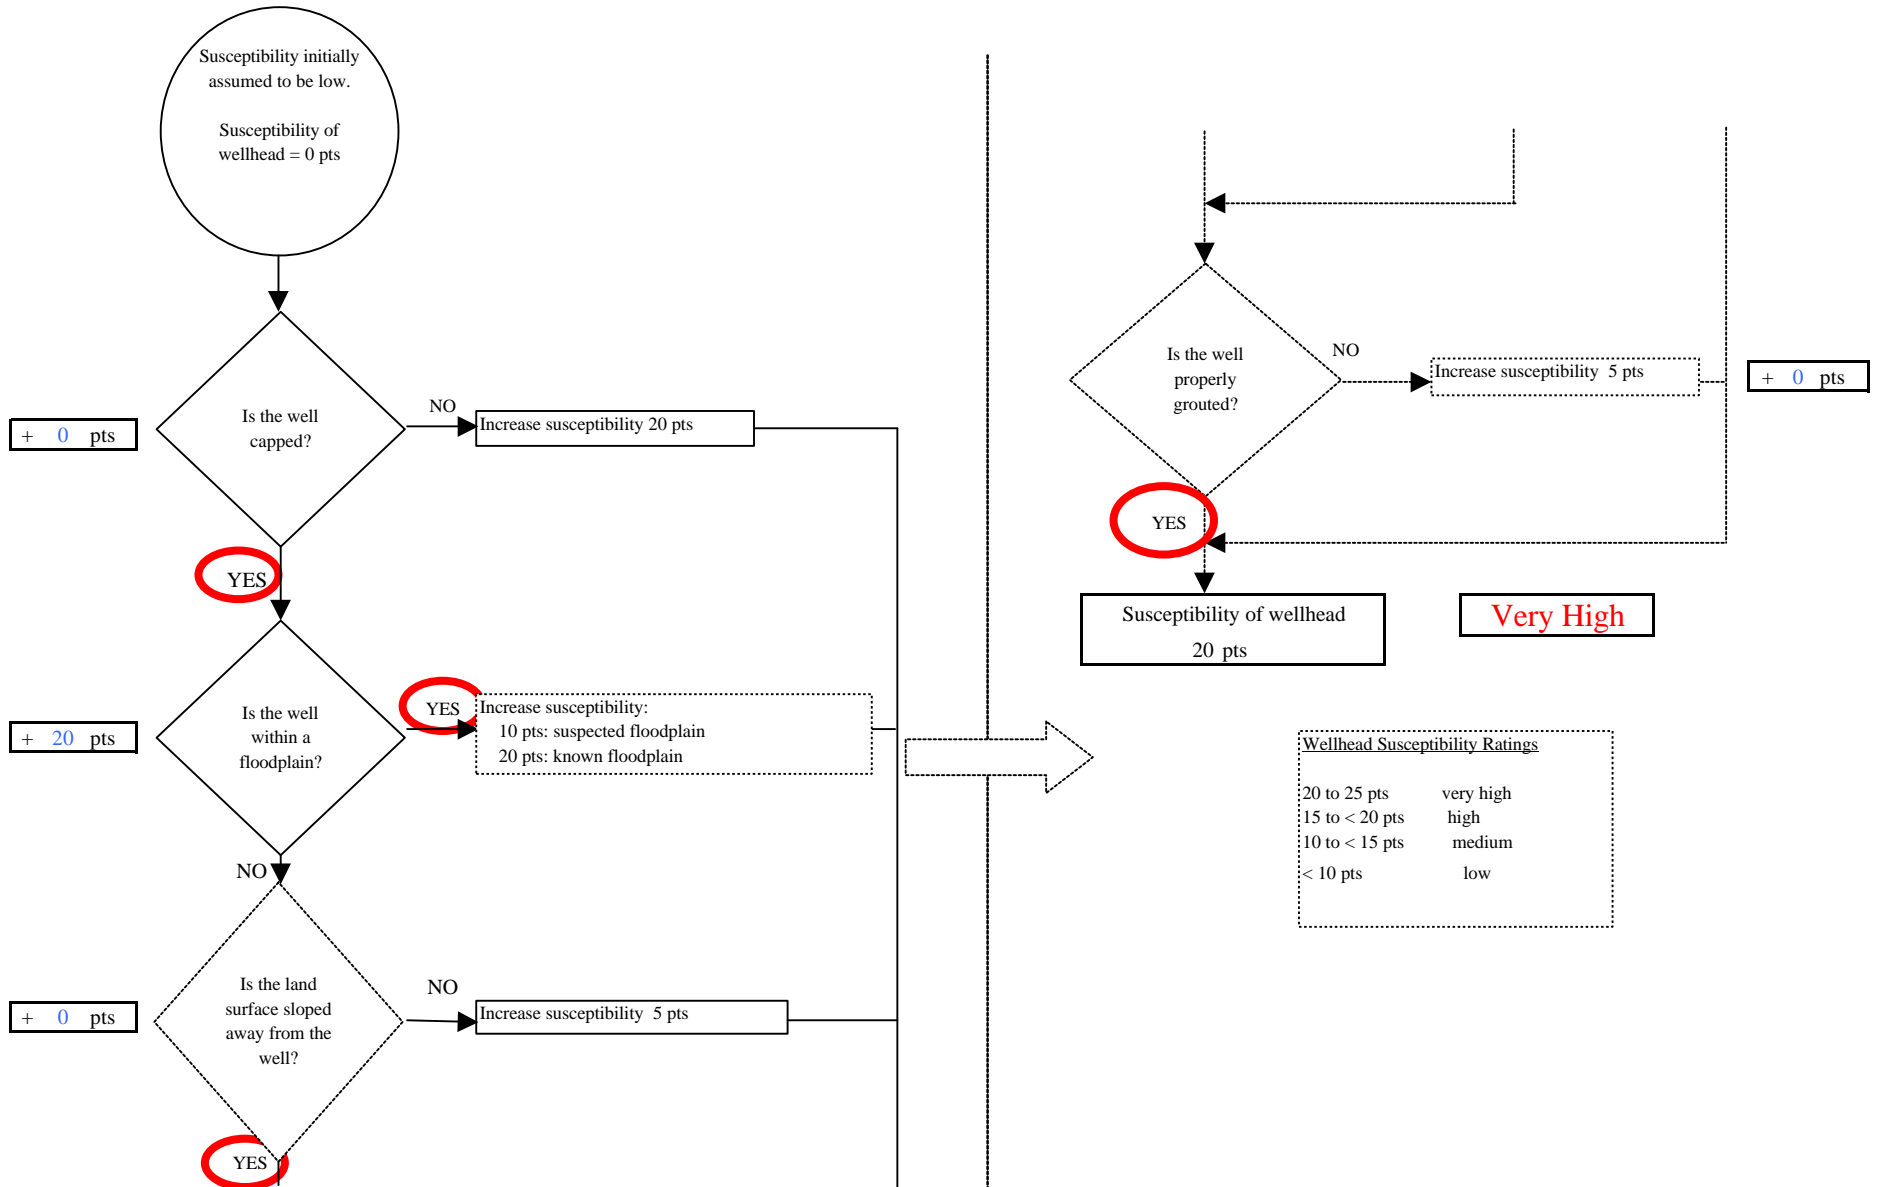 Susceptibility initially
assumed to be low.
Susceptibility of
wellhead = 0 pts
Is the well
capped?
NO
Increase susceptibility 20 pts
+ 0 pts
YES
Is the well
within a
floodplain?
YES
Increase susceptibility:
10 pts: suspected floodplain
20 pts: known floodplain
+ 20 pts
NO
Is the land
surface sloped
away from the
well?
NO
Increase susceptibility 5 pts
+ 0 pts
YES
Is the well
properly
grouted?
NO
Increase susceptibility 5 pts
+ 0 pts
YES
Susceptibility of wellhead
20 pts
Very High
Wellhead Susceptibility Ratings
20 to 25 pts very high
15 to < 20 pts high
10 to < 15 pts medium
< 10 pts low